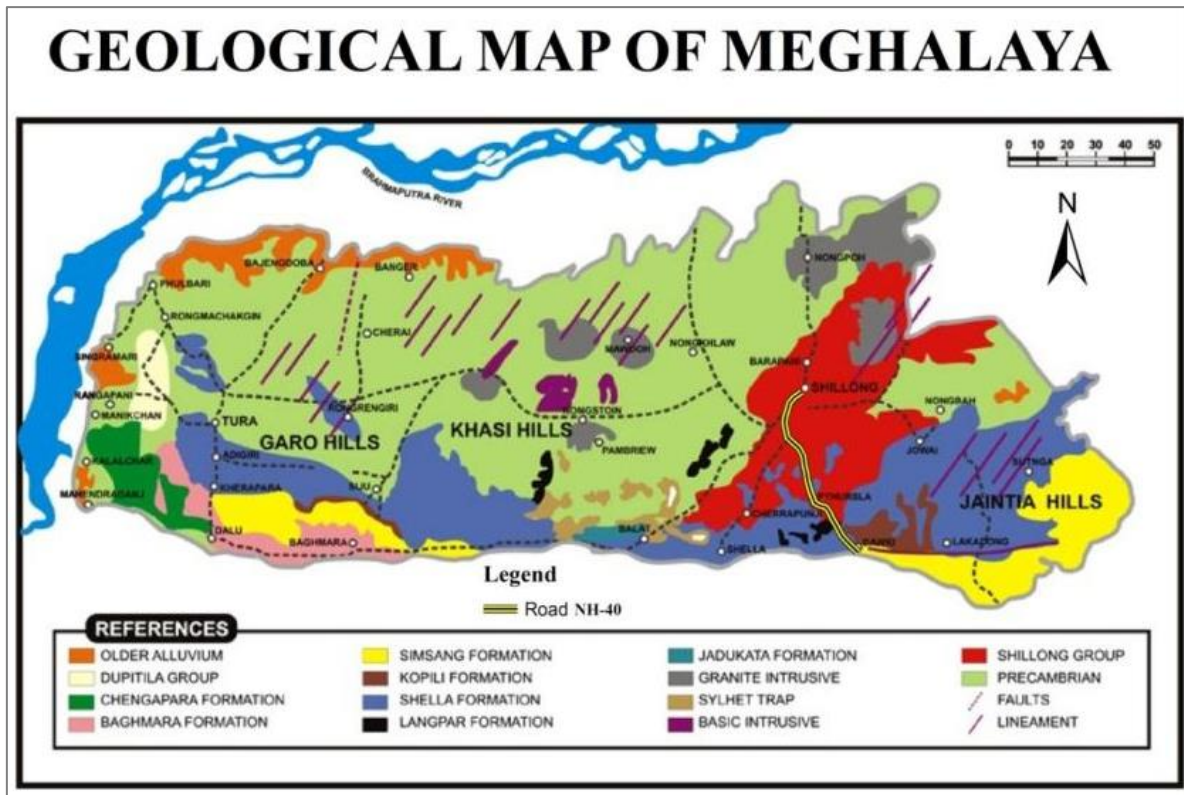 GEOLOGICAL MAP OF MEGHALAYA
0 10 20 30 40 50
N
BRAHMAPUTRA RIVER
NONGPOH
BAJENGDOBA
BANGER
PHULBARI
RONGMACHAKGIN
CHERAI
SINGRAMARI
MAWDOH
NONGKHLAW
BARAPANI
SHILLONG
RANGAPANI
MANIKCHAN
RONGRENGIRI
NONGBAH
TURA
GARO HILLS
KHASI HILLS
NONGSTOIN
PAMBRIEW
JOWAI
KALAICHAR
ADIGIRI
SUTNGA
MAHENDRAGANJ
KHERAPARA
SIJU
CHERRAPUNJI
JAINTIA HILLS
DALU
BAGHMARA
BALAT
SHELLA
LAKADONG
Legend
Road NH-40
REFERENCES
OLDER ALLUVIUM
DUPITILA GROUP
CHENGAPARA FORMATION
BAGHMARA FORMATION
SIMSANG FORMATION
KOPILI FORMATION
SHELLA FORMATION
LANGPAR FORMATION
JADUKATA FORMATION
GRANITE INTRUSIVE
SYLHET TRAP
BASIC INTRUSIVE
SHILLONG GROUP
PRECAMBRIAN
FAULTS
LINEAMENT